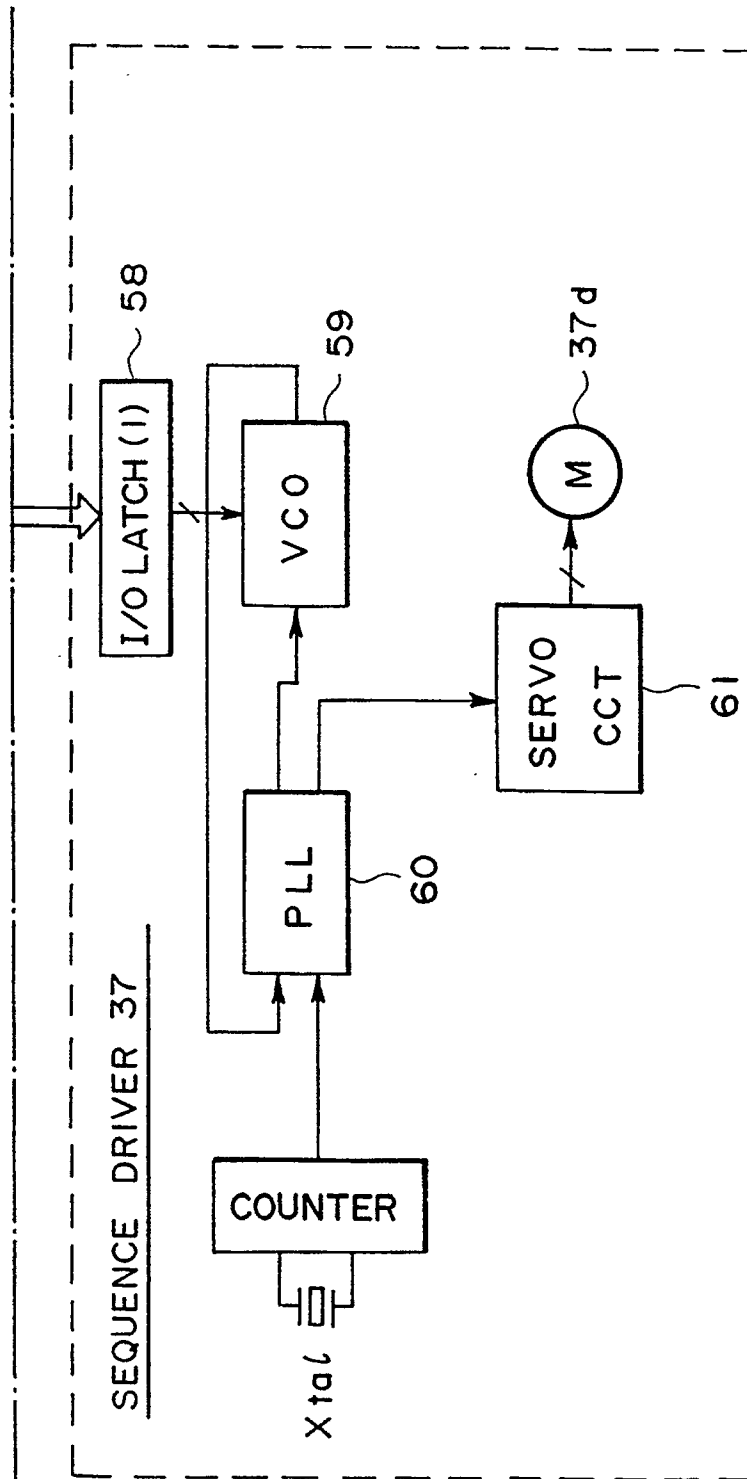 SEQUENCE DRIVER 37
I/O LATCH (1)
58
VCO
59
PLL
60
COUNTER
Xtal
SERVO
CCT
61
M
37d